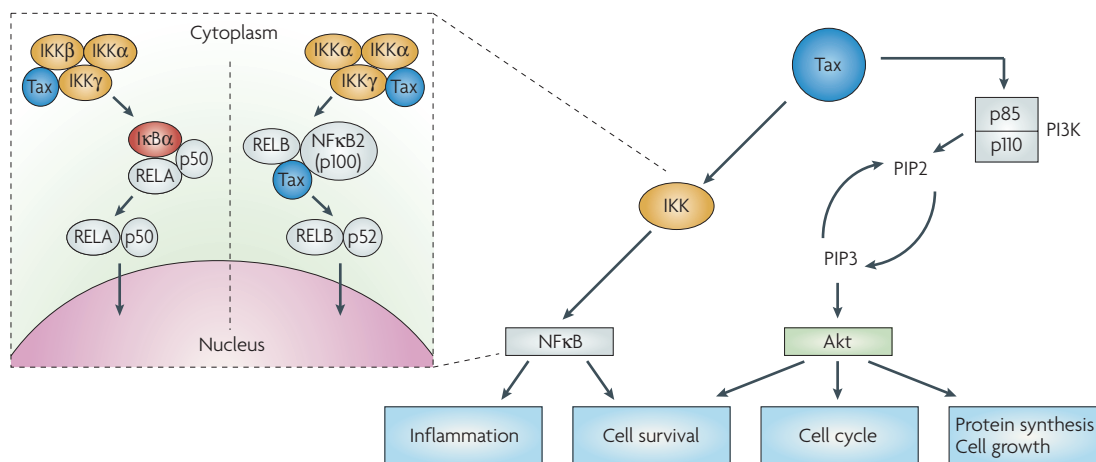 Cytoplasm
IKKβ
IKKα
Tax
IKKγ
IκBα
p50
RELA
RELA
p50
IKKα
IKKα
IKKγ
Tax
RELB
NFκB2
(p100)
Tax
RELB
p52
Nucleus
Tax
p85
p110
PI3K
PIP2
PIP3
IKK
NFκB
Akt
Inflammation
Cell survival
Cell cycle
Protein synthesis
Cell growth